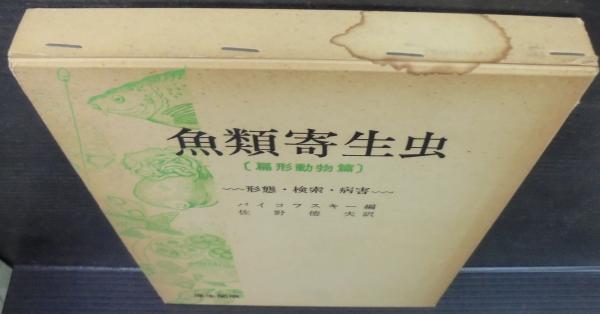 魚類寄生虫
〔扁形動物篇〕
〜形態・検索・病害〜
バイコフスキー編
佐野徳夫訳